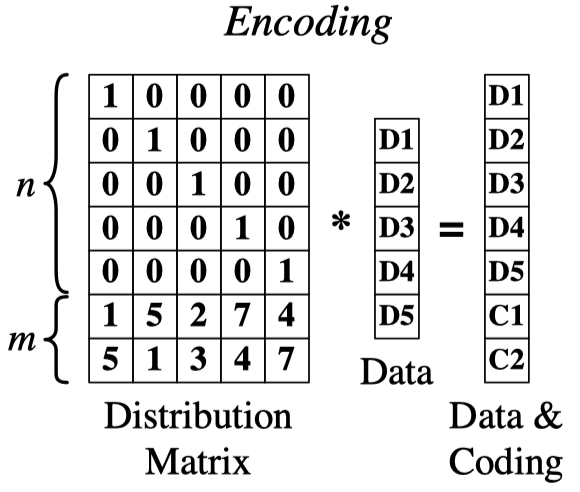 Encoding
1 0 0 0 0 D1
0 1 0 0 0 D1 D2
0 0 1 0 0 D2 D3
n
0 0 0 1 0 * D3 = D4
0 0 0 0 1 D4 D5
1 5 2 7 4 D5 C1
m
5 1 3 4 7 C2
Data
Distribution Matrix
Data & Coding